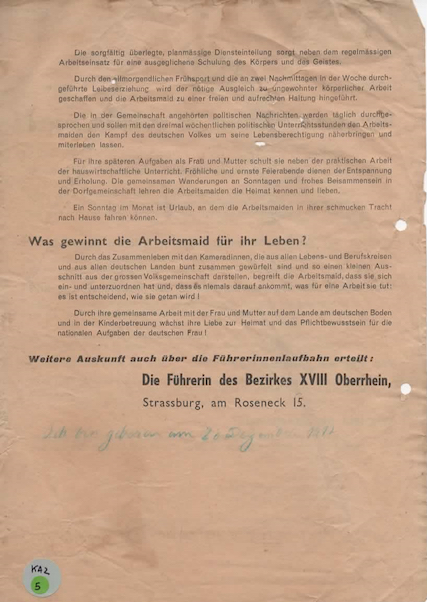 Die sorgfältig überlegte, planmässige Diensteinteilung sorgt neben dem regelmässigen
Arbeitseinsatz für eine ausgeglichene Schulung des Körpers und des Geistes.
Durch den allmorgendlichen Frühsport und die an zwei Nachmittagen in der Woche durch-
geführte Leibeserziehung wird der nötige Ausgleich zu ungewohnter körperlicher Arbeit
geschaffen und die Arbeitsmaid zu einer freien und aufrechten Haltung hingeführt.
Die in der Gemeinschaft angehörten politischen Nachrichten werden täglich durchge-
sprochen und sollen mit den dreimal wochentlichen politischen Unterrichtsstunden den Arbeits-
maiden den Kampf des deutschen Volkes um seine Lebensberechtigung näherbringen und
miterleben lassen.
Für ihre späteren Aufgaben als Frau und Mutter schult sie neben der praktischen Arbeit
der hauswirtschaftliche Unterricht. Fröhliche und ernste Feierabende dienen der Entspannung
und Erholung. Die gemeinsamen Wanderungen an Sonntagen und frohes Beisammensein in
der Dorfgemeinschaft lehren die Arbeitsmaiden die Heimat kennen und lieben.
Ein Sonntag im Monat ist Urlaub, an dem die Arbeitsmaiden in ihrer schmucken Tracht
nach Hause fahren können.
Was gewinnt die Arbeitsmaid für ihr Leben?
Durch das Zusammenleben mit den Kameradinnen, die aus allen Lebens- und Berufskreisen
und aus allen deutschen Landen bunt zusammen gewürfelt sind und so einen kleinen Aus-
schnitt aus der grossen Volksgemeinschaft darstellen, begreift die Arbeitsmaid, dass sie sich
ein- und unterzuordnen hat und, dass es niemals darauf ankommt, was für eine Arbeit sie tut:
es ist entscheidend, wie sie getan wird!
Durch ihre gemeinsame Arbeit mit der Frau und Mutter auf dem Lande am deutschen Boden
und in der Kinderbetreuung wächst ihre Liebe zur Heimat und das Pflichtbewusstsein für die
nationalen Aufgaben der deutschen Frau!
Weitere Auskunft auch über die Führerinnenlaufbahn erteilt:
Die Führerin des Bezirkes XVIII Oberrhein,
Strassburg, am Roseneck 15.
Ich bin geboren am
KA2
5